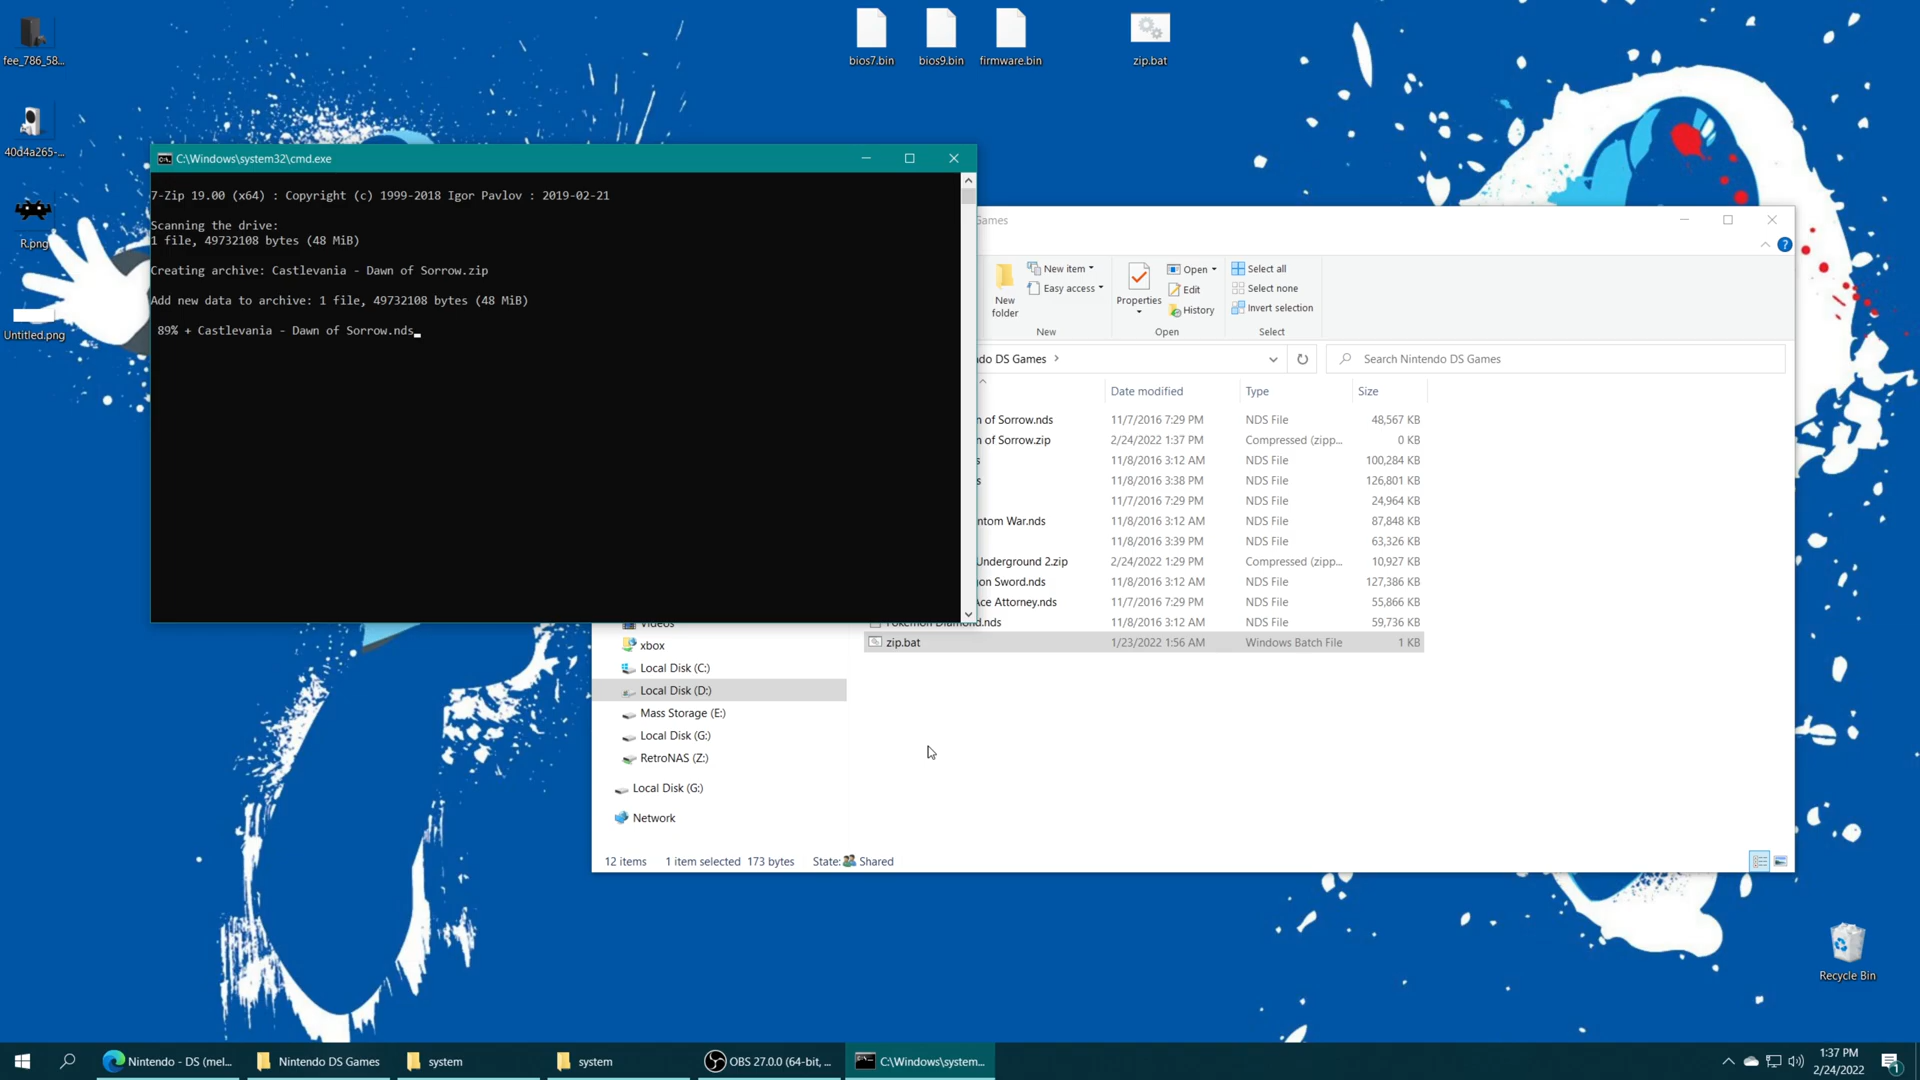 fee_786_58...
40d4a265-...
R.png
Untitled.png
bios7.bin
bios9.bin
firmware.bin
zip.bat
C:\Windows\system32\cmd.exe
7-Zip 19.00 (x64) : Copyright (c) 1999-2018 Igor Pavlov : 2019-02-21
Scanning the drive:
1 file, 49732108 bytes (48 MiB)
Creating archive: Castlevania - Dawn of Sorrow.zip
Add new data to archive: 1 file, 49732108 bytes (48 MiB)
89% + Castlevania - Dawn of Sorrow.nds
Games
New folder
New item
Easy access
New
Properties
Open
Edit
History
Open
Select all
Select none
Invert selection
Select
do DS Games
Search Nintendo DS Games
Date modified Type Size
n of Sorrow.nds 11/7/2016 7:29 PM NDS File 48,567 KB
n of Sorrow.zip 2/24/2022 1:37 PM Compressed (zipp... 0 KB
s 11/8/2016 3:12 AM NDS File 100,284 KB
s 11/8/2016 3:38 PM NDS File 126,801 KB
11/7/2016 7:29 PM NDS File 24,964 KB
ntom War.nds 11/8/2016 3:12 AM NDS File 87,848 KB
11/8/2016 3:39 PM NDS File 63,326 KB
Underground 2.zip 2/24/2022 1:29 PM Compressed (zipp... 10,927 KB
on Sword.nds 11/8/2016 3:12 AM NDS File 127,386 KB
Ace Attorney.nds 11/7/2016 7:29 PM NDS File 55,866 KB
Pokemon Diamond.nds 11/8/2016 3:12 AM NDS File 59,736 KB
zip.bat 1/23/2022 1:56 AM Windows Batch File 1 KB
Videos
xbox
Local Disk (C:)
Local Disk (D:)
Mass Storage (E:)
Local Disk (G:)
RetroNAS (Z:)
Local Disk (G:)
Network
12 items 1 item selected 173 bytes State: Shared
Recycle Bin
Nintendo - DS (mel...
Nintendo DS Games
system
system
OBS 27.0.0 (64-bit, ...
C:\Windows\system...
1:37 PM
2/24/2022
1